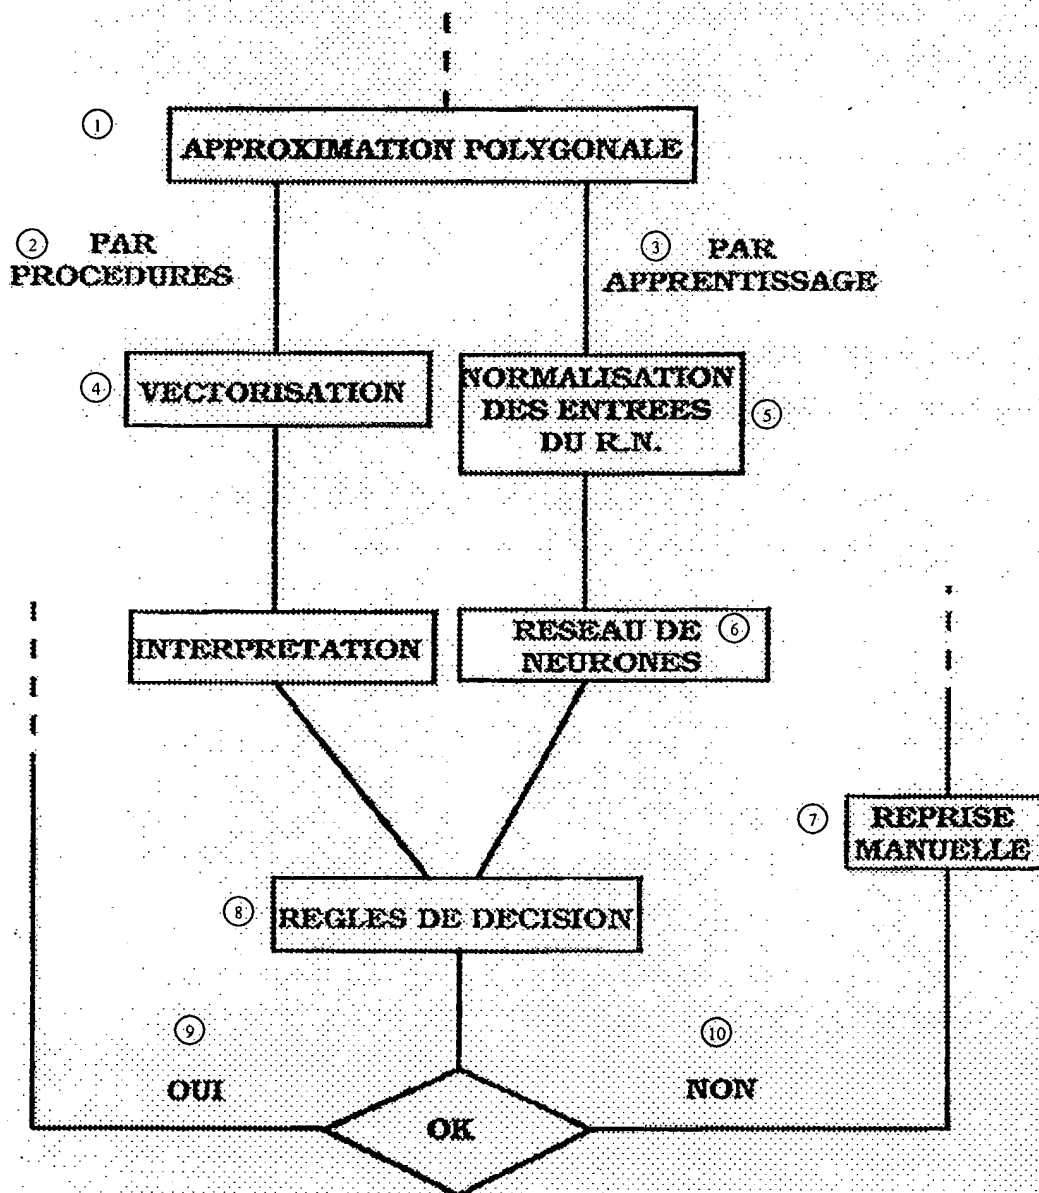 ①
APPROXIMATION POLYGONALE
② PAR
PROCEDURES
③ PAR
APPRENTISSAGE
④ VECTORISATION
NORMALISATION
DES ENTREES
DU R.N.
⑤
INTERPRETATION
RESEAU DE ⑥
NEURONES
⑦ REPRISE
MANUELLE
⑧ REGLES DE DECISION
⑨
OUI
⑩
NON
OK